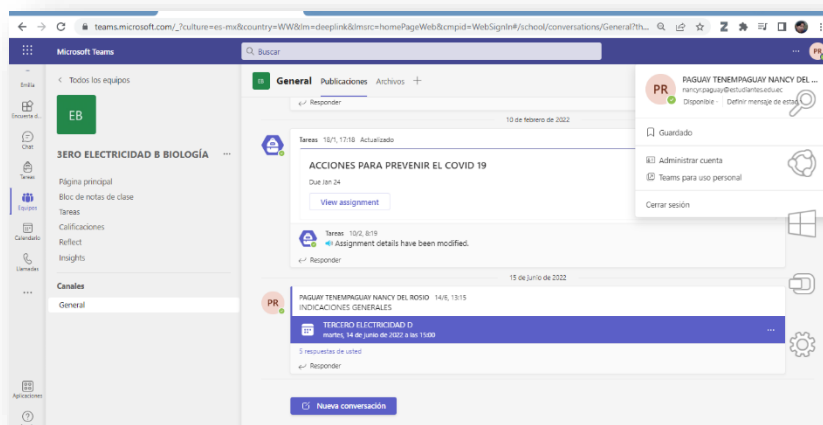 teams.microsoft.com/_?culture=es-mx&country=WW&lm=deeplink&lmsrc=homePageWeb&cmpid=WebSignIn#/school/conversations/General?th...
Microsoft Teams
Buscar
PR
Emilia
Encuesta d...
Chat
Tareas
Equipos
Calendario
Llamadas
Aplicaciones
Todos los equipos
EB
3ERO ELECTRICIDAD B BIOLOGÍA
Página principal
Bloc de notas de clase
Tareas
Calificaciones
Reflect
Insights
Canales
General
EB
General Publicaciones Archivos
Responder
10 de febrero de 2022
Tareas 18/1, 17:18 Actualizado
ACCIONES PARA PREVENIR EL COVID 19
Due Jan 24
View assignment
Tareas 10/2, 8:19
Assignment details have been modified.
Responder
15 de junio de 2022
PR
PAGUAY TENEMPAGUAY NANCY DEL ROSIO 14/6, 13:15
INDICACIONES GENERALES
TERCERO ELECTRICIDAD D
martes, 14 de junio de 2022 a las 15:00
5 respuestas de usted
Responder
Nueva conversación
PR
PAGUAY TENEMPAGUAY NANCY DEL ...
nancyr.paguay@estudiantes.edu.ec
Disponible Definir mensaje de estado
Guardado
Administrar cuenta
Teams para uso personal
Cerrar sesión